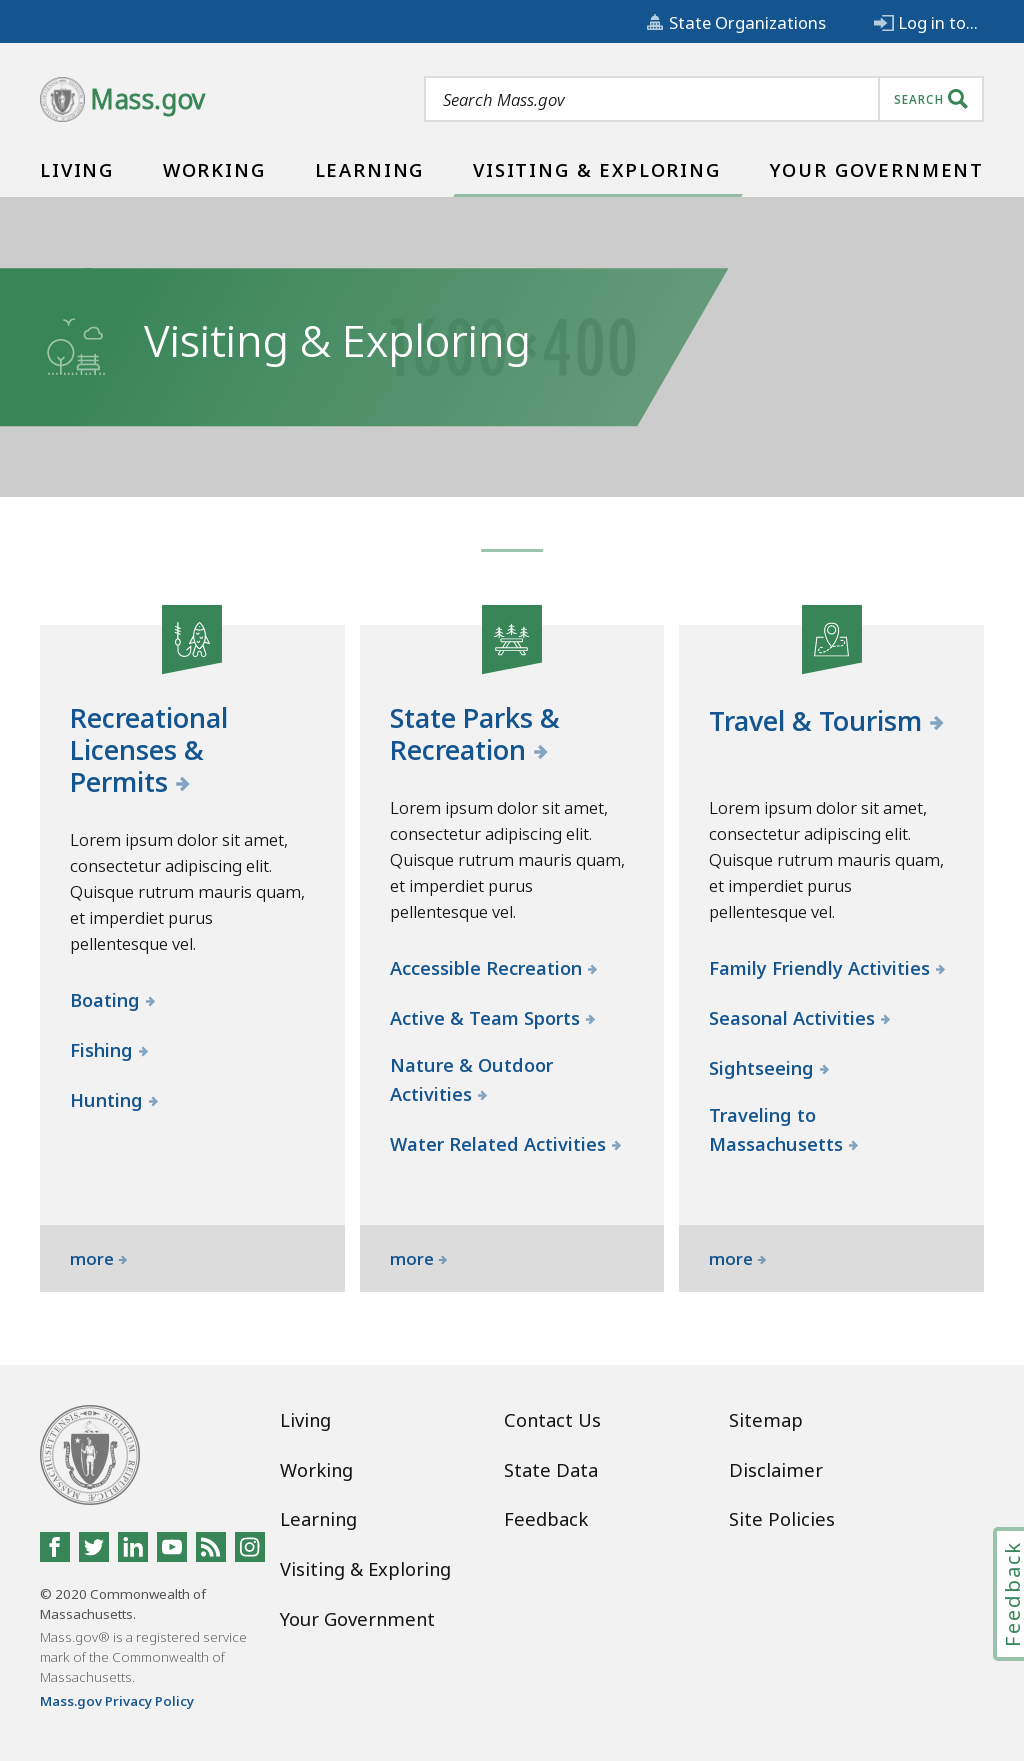 State Organizations
Log in to...
Mass.gov
Search Mass.gov
SEARCH
LIVING
WORKING
LEARNING
VISITING & EXPLORING
YOUR GOVERNMENT
1600×400
Visiting & Exploring
Recreational
Licenses &
Permits
Lorem ipsum dolor sit amet,
consectetur adipiscing elit.
Quisque rutrum mauris quam,
et imperdiet purus
pellentesque vel.
Boating
Fishing
Hunting
more
State Parks &
Recreation
Lorem ipsum dolor sit amet,
consectetur adipiscing elit.
Quisque rutrum mauris quam,
et imperdiet purus
pellentesque vel.
Accessible Recreation
Active & Team Sports
Nature & Outdoor
Activities
Water Related Activities
more
Travel & Tourism
Lorem ipsum dolor sit amet,
consectetur adipiscing elit.
Quisque rutrum mauris quam,
et imperdiet purus
pellentesque vel.
Family Friendly Activities
Seasonal Activities
Sightseeing
Traveling to
Massachusetts
more
SIGILLUM REIPUBLICÆ MASSACHUSETTENSIS
© 2020 Commonwealth of
Massachusetts.
Mass.gov® is a registered service
mark of the Commonwealth of
Massachusetts.
Mass.gov Privacy Policy
Living
Working
Learning
Visiting & Exploring
Your Government
Contact Us
State Data
Feedback
Sitemap
Disclaimer
Site Policies
Feedback